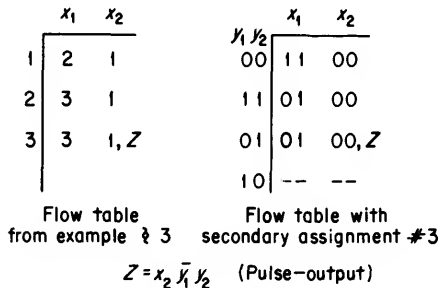 x₁ x₂
1 2 1
2 3 1
3 3 1, Z
Flow table
from example ₹ 3
x₁ x₂
y₁ y₂
00 11 00
11 01 00
01 01 00, Z
10 -- --
Flow table with
secondary assignment #3
Z = x₂ ȳ₁ y₂ (Pulse-output)